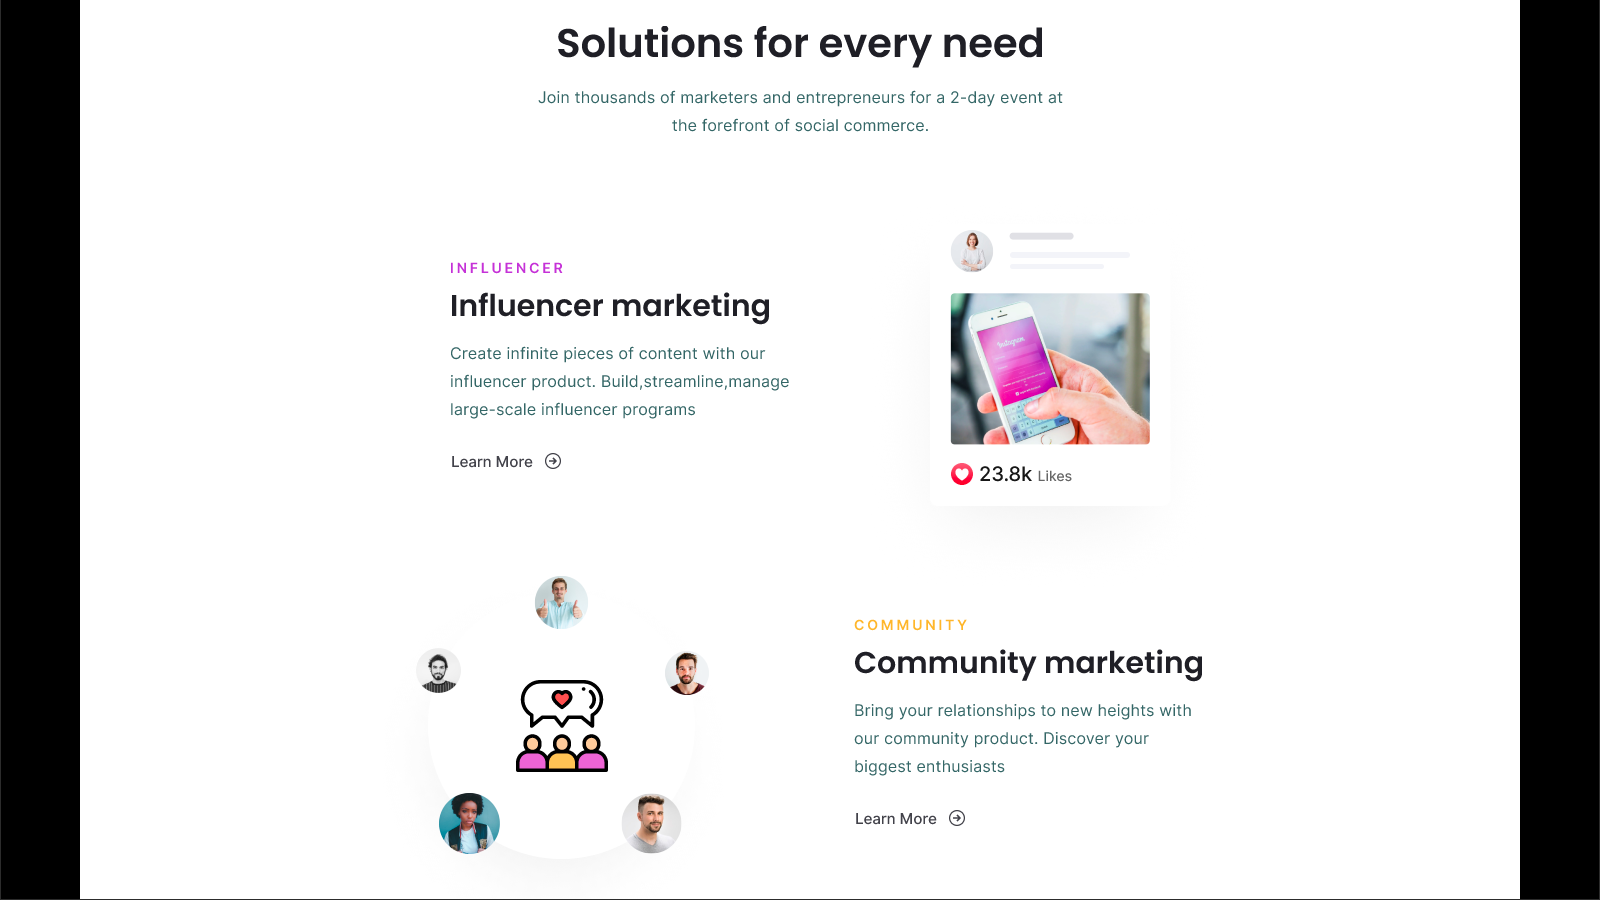 Solutions for every need
Join thousands of marketers and entrepreneurs for a 2-day event at
the forefront of social commerce.
INFLUENCER
Influencer marketing
Create infinite pieces of content with our
influencer product. Build,streamline,manage
large-scale influencer programs
Learn More
Instagram
23.8k Likes
COMMUNITY
Community marketing
Bring your relationships to new heights with
our community product. Discover your
biggest enthusiasts
Learn More